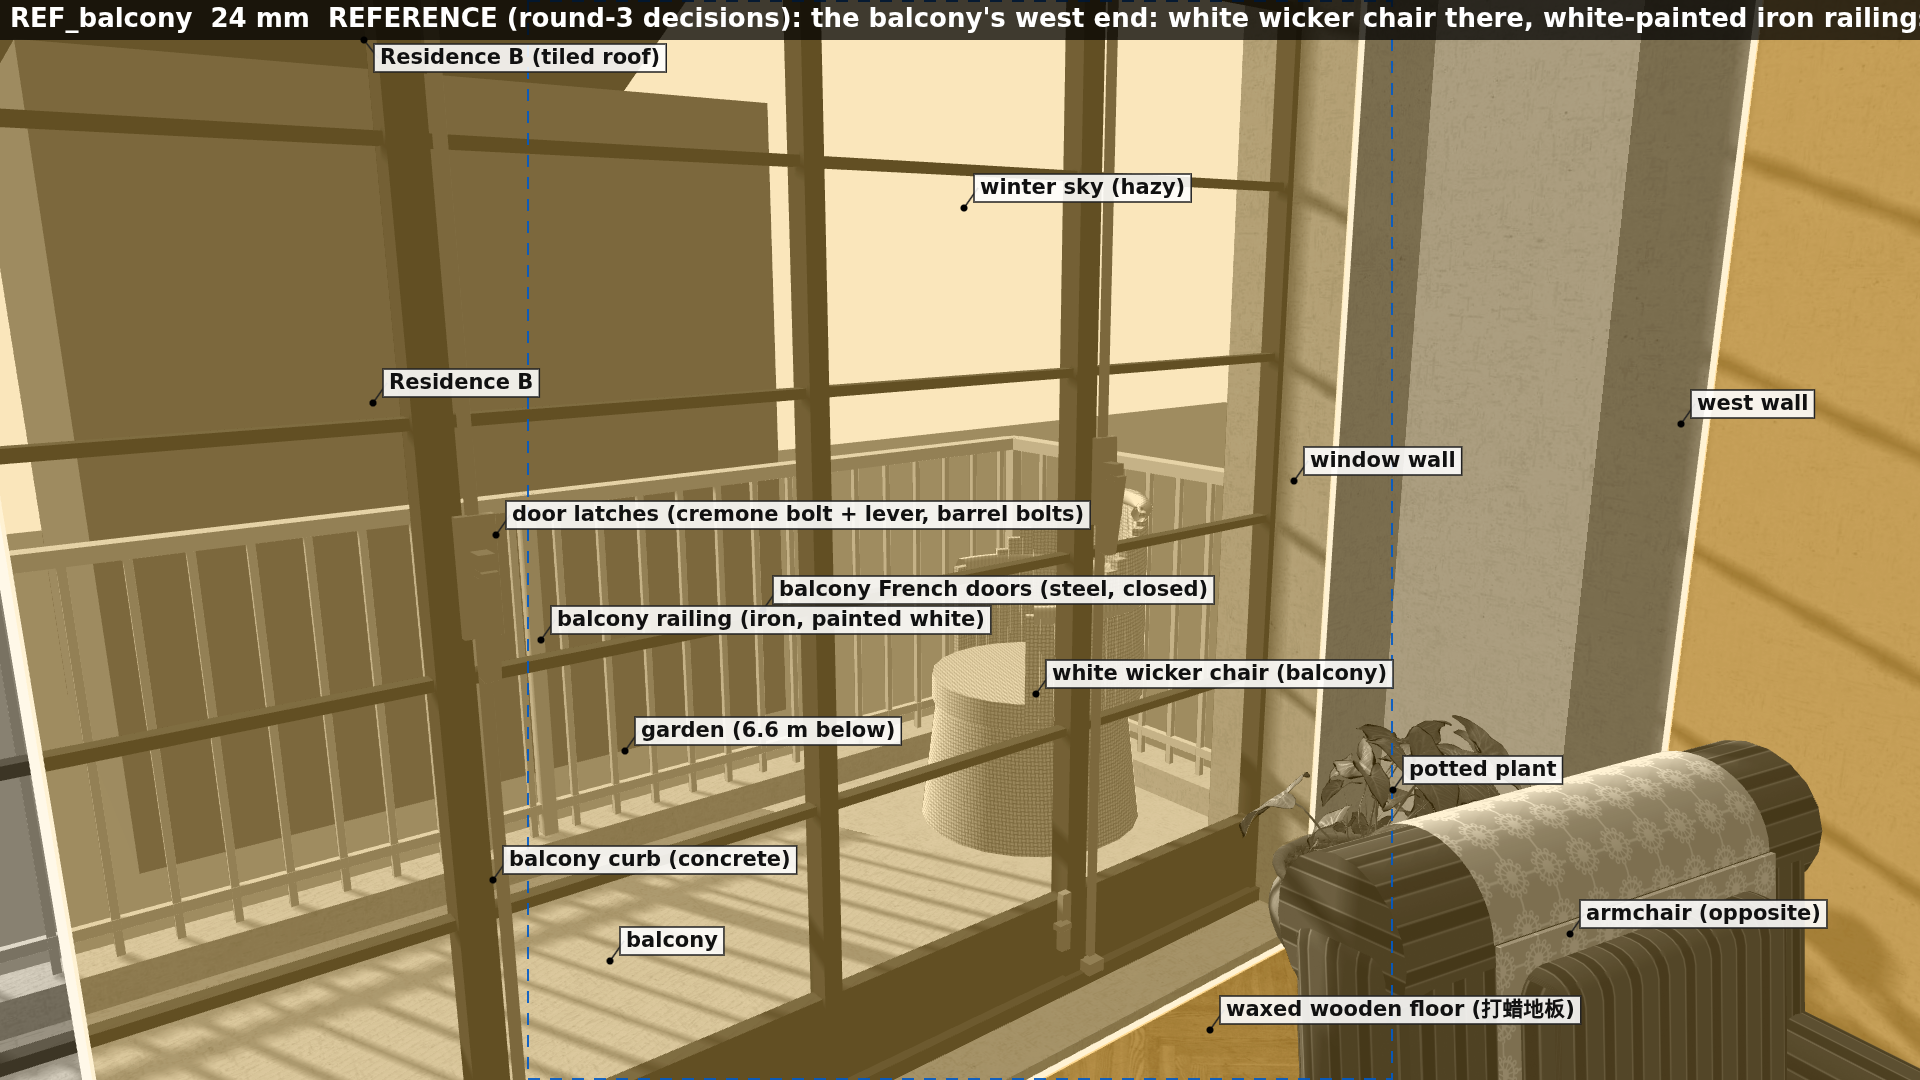 REF_balcony 24 mm REFERENCE (round-3 decisions): the balcony's west end: white wicker chair there, white-painted iron railings
Residence B (tiled roof)
winter sky (hazy)
Residence B
west wall
window wall
door latches (cremone bolt + lever, barrel bolts)
balcony French doors (steel, closed)
balcony railing (iron, painted white)
white wicker chair (balcony)
garden (6.6 m below)
potted plant
balcony curb (concrete)
armchair (opposite)
balcony
waxed wooden floor (打蜡地板)